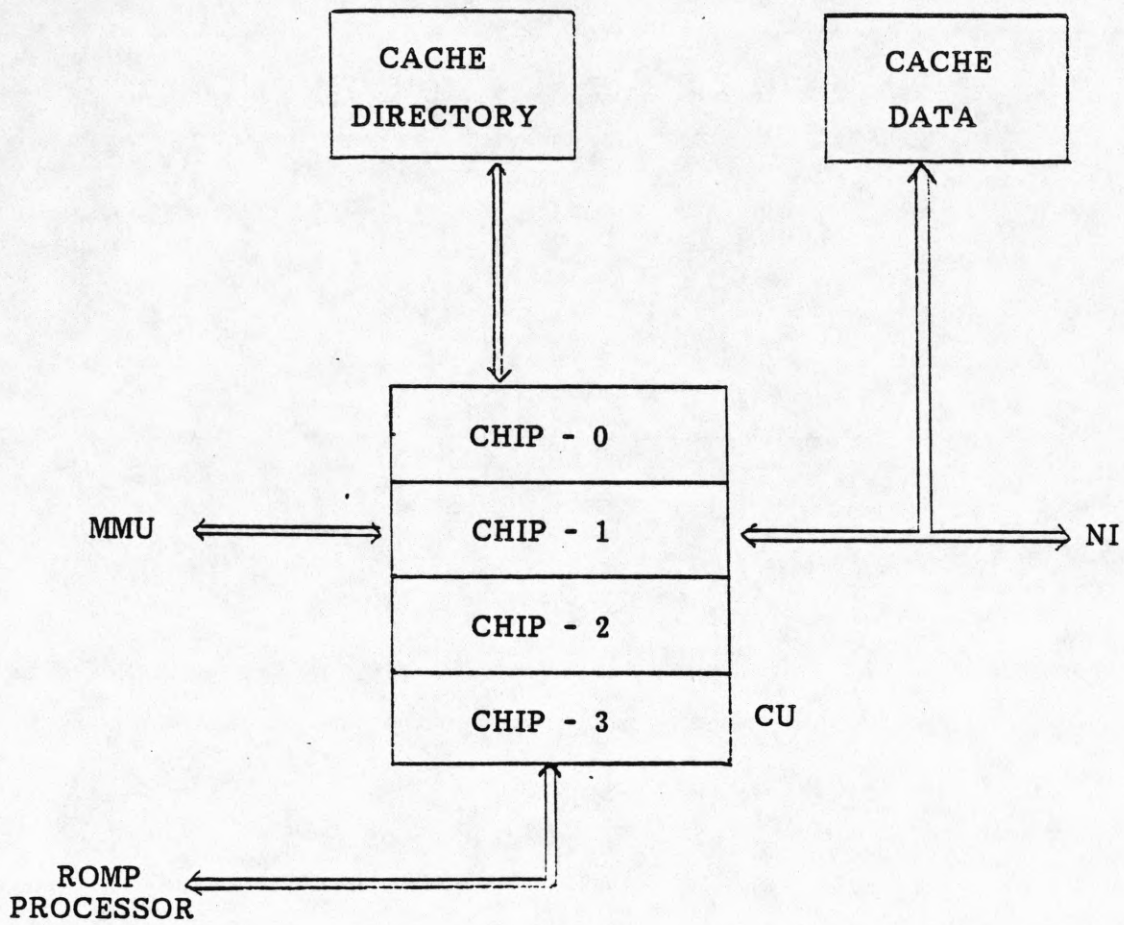 CACHE
DIRECTORY
CACHE
DATA
CHIP - 0
MMU
CHIP - 1
NI
CHIP - 2
CHIP - 3
CU
ROMP
PROCESSOR